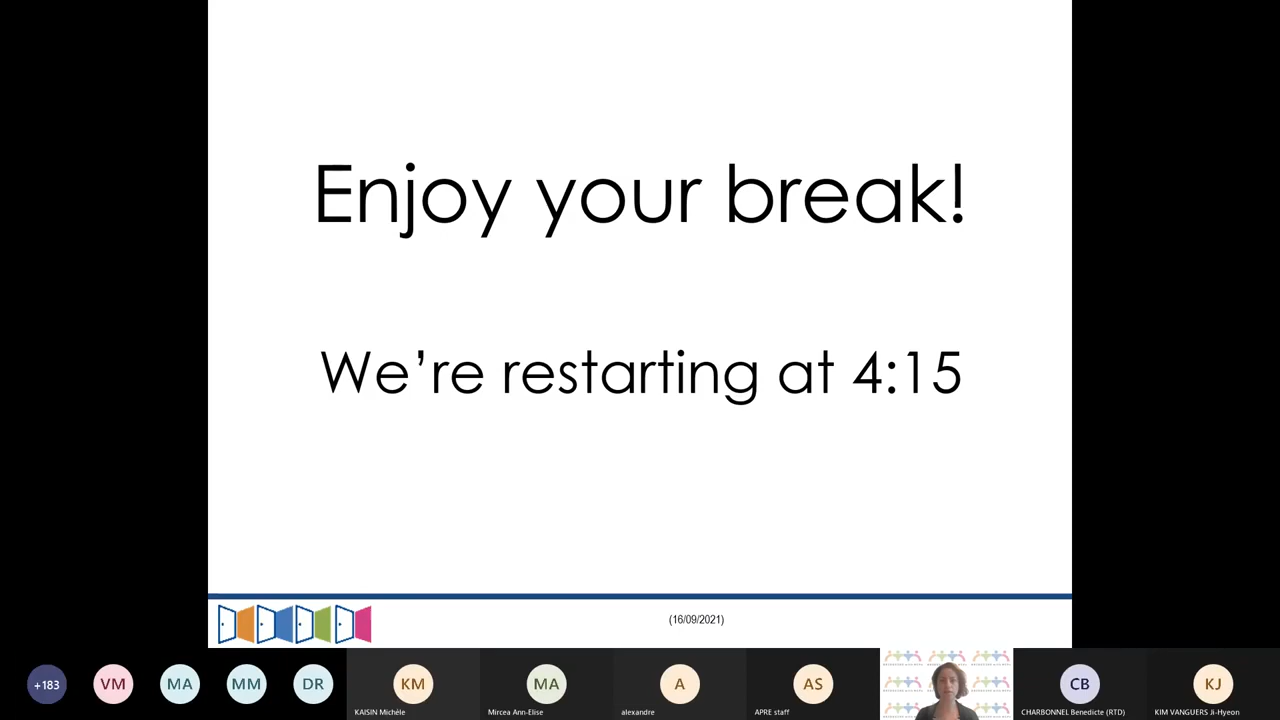 Enjoy your break!
We’re restarting at 4:15
(16/09/2021)
+183
VM
MA
MM
DR
KM
MA
A
AS
CB
KJ
KAISIN Michèle
Mircea Ann-Elise
alexandre
APRE staff
CHARBONNEL Benedicte (RTD)
KIM VANGUERS Ji-Hyeon